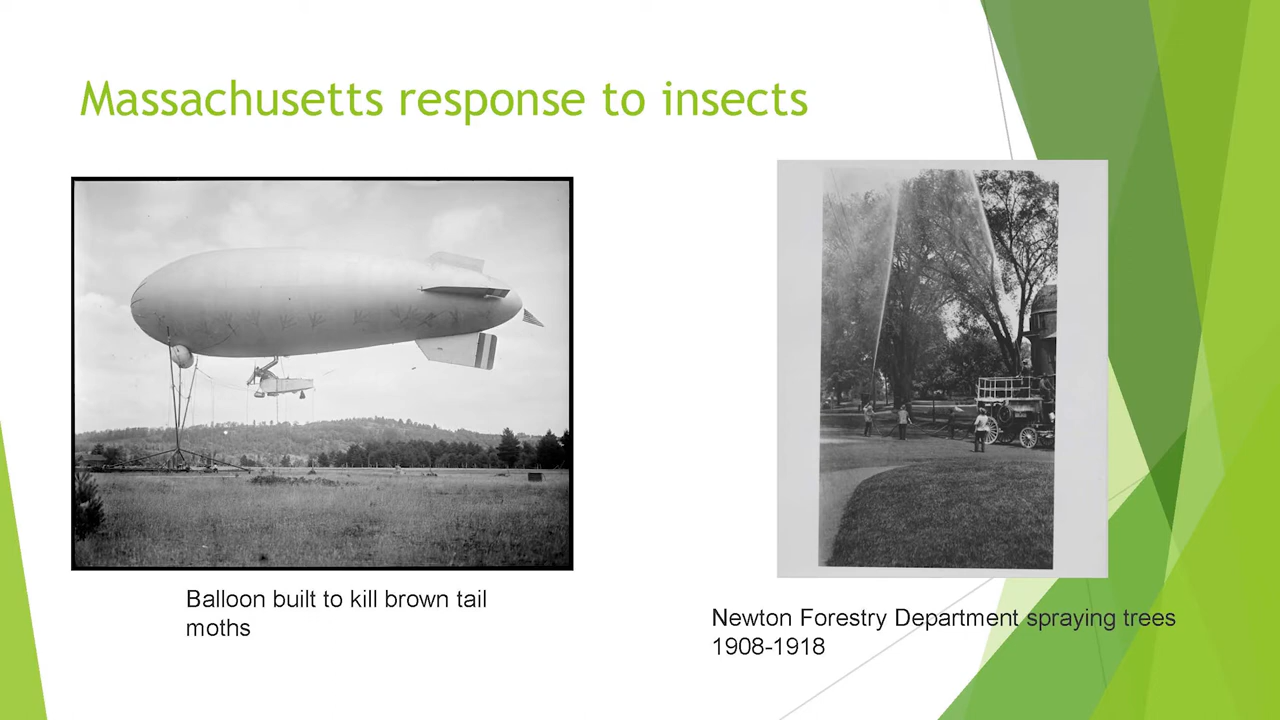 Massachusetts response to insects
Balloon built to kill brown tail
moths
Newton Forestry Department spraying trees
1908-1918